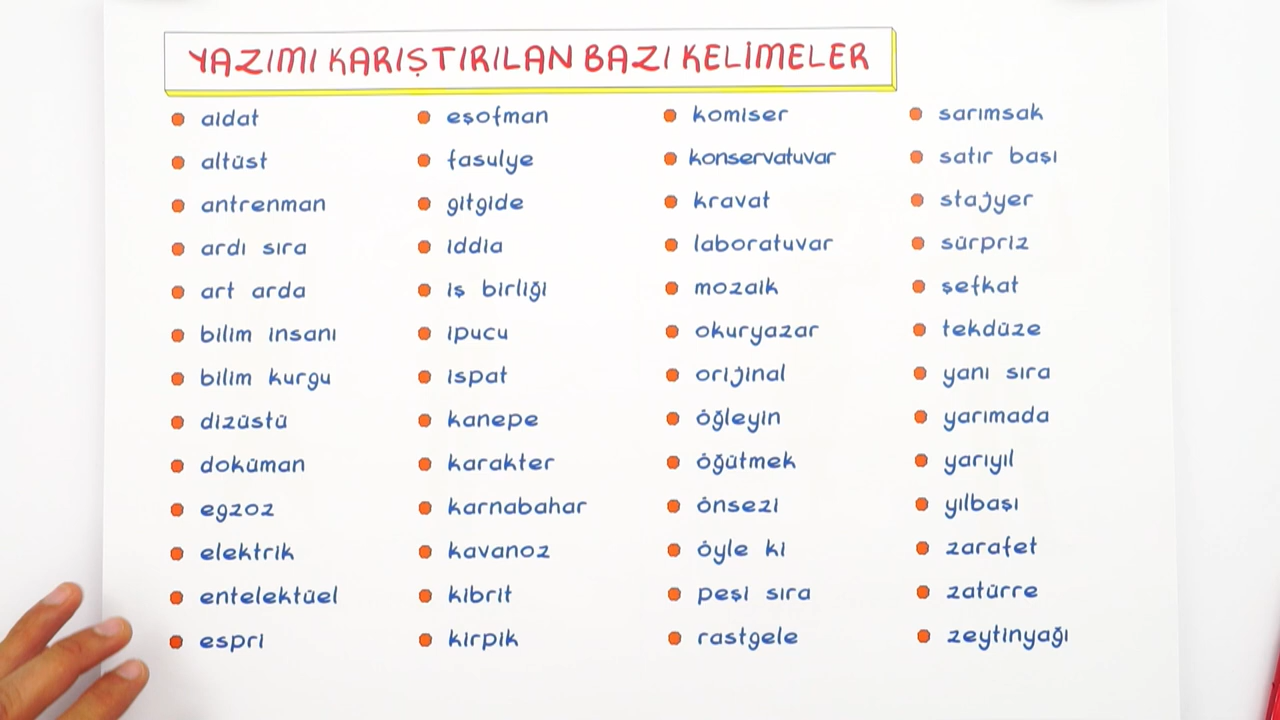 YAZIMI KARIŞTIRILAN BAZI KELİMELER
aidat
altüst
antrenman
ardı sıra
art arda
bilim insanı
bilim kurgu
dizüstü
doküman
egzoz
elektrik
entelektüel
espri
eşofman
fasulye
gitgide
iddia
iş birliği
ipucu
ispat
kanepe
karakter
karnabahar
kavanoz
kibrit
kirpik
komiser
konservatuvar
kravat
laboratuvar
mozaik
okuryazar
orijinal
öğleyin
öğütmek
önsezi
öyle ki
peşi sıra
rastgele
sarımsak
satır başı
stajyer
sürpriz
şefkat
tekdüze
yanı sıra
yarımada
yarıyıl
yılbaşı
zarafet
zatürre
zeytinyağı